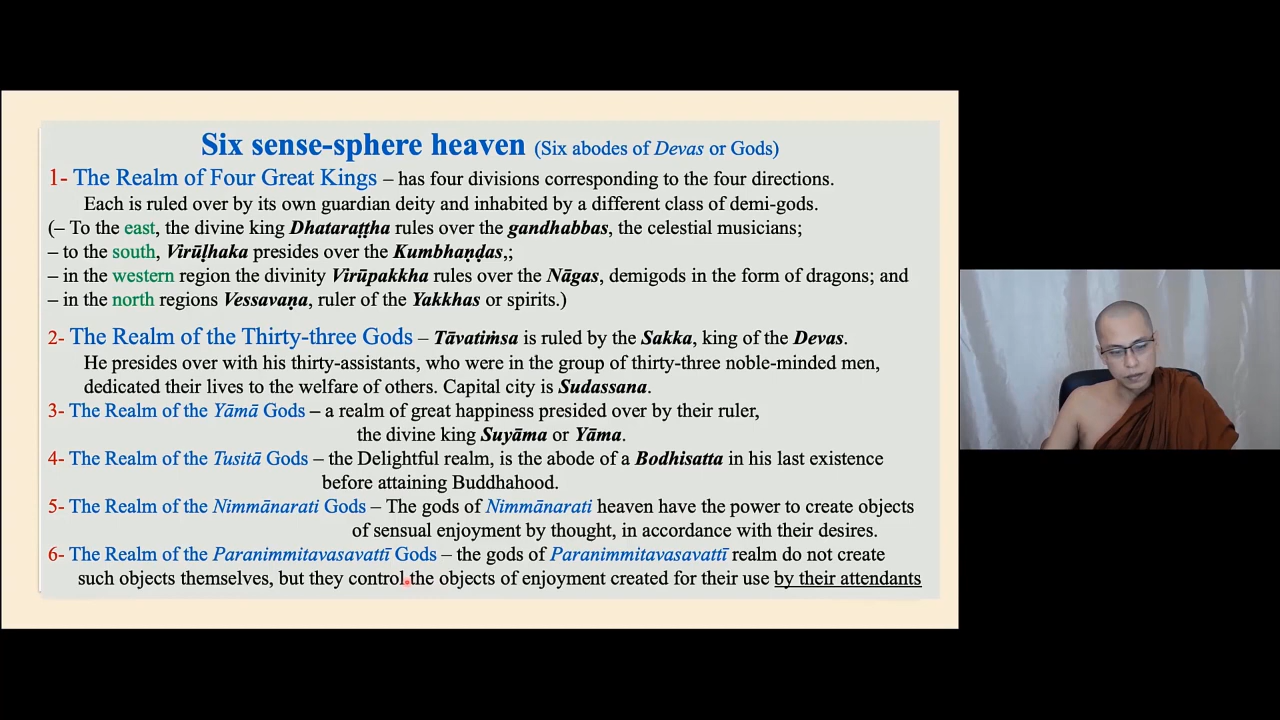 Six sense-sphere heaven (Six abodes of Devas or Gods)
1- The Realm of Four Great Kings – has four divisions corresponding to the four directions.
Each is ruled over by its own guardian deity and inhabited by a different class of demi-gods.
(– To the east, the divine king Dhataraṭṭha rules over the gandhabbas, the celestial musicians;
– to the south, Virūḷhaka presides over the Kumbhaṇḍas,;
– in the western region the divinity Virūpakkha rules over the Nāgas, demigods in the form of dragons; and
– in the north regions Vessavaṇa, ruler of the Yakkhas or spirits.)
2- The Realm of the Thirty-three Gods – Tāvatiṁsa is ruled by the Sakka, king of the Devas.
He presides over with his thirty-assistants, who were in the group of thirty-three noble-minded men,
dedicated their lives to the welfare of others. Capital city is Sudassana.
3- The Realm of the Yāmā Gods – a realm of great happiness presided over by their ruler,
the divine king Suyāma or Yāma.
4- The Realm of the Tusitā Gods – the Delightful realm, is the abode of a Bodhisatta in his last existence
before attaining Buddhahood.
5- The Realm of the Nimmānarati Gods – The gods of Nimmānarati heaven have the power to create objects
of sensual enjoyment by thought, in accordance with their desires.
6- The Realm of the Paranimmitavasavattī Gods – the gods of Paranimmitavasavattī realm do not create
such objects themselves, but they control the objects of enjoyment created for their use by their attendants